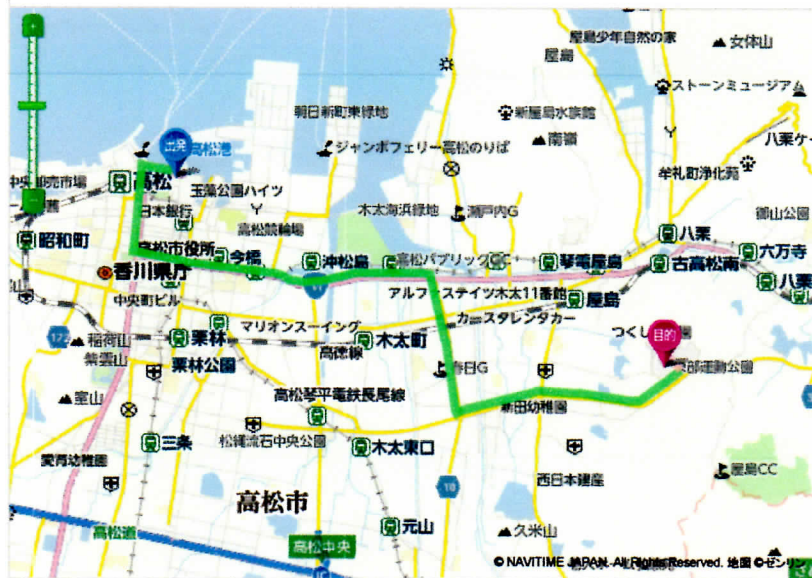 屋島少年自然の家
屋島
女体山
ストーンミュージアム
朝日新町東緑地
新屋島水族館
八栗ケー
出発
高松港
ジャンボフェリー高松のりば
南嶺
牟礼町浄化苑
中央卸売市場
高松
玉藻公園ハイツ
日本銀行
木太海浜緑地
瀬戸内G
御山公園
昭和町
高松市役所
高松競輪場
八栗
今橋
沖松島
高松パブリックGC
琴電屋島
六万寺
古高松南
香川県庁
八栗
中央町ビル
アルファステイツ木太11番館
屋島
マリオンスーイング
カースタレンタカー
172
稲荷山
栗林
木太町
つくし
目的
園
紫雲山
高徳線
栗林公園
春日G
東部運動公園
室山
高松琴平電鉄長尾線
新田幼稚園
三条
松縄流石中央公園
木太東口
愛育幼稚園
西日本建産
屋島CC
10
高松市
元山
久米山
高松道
高松中央
IC
© NAVITIME JAPAN. All Rights Reserved. 地図 ©ゼンリン